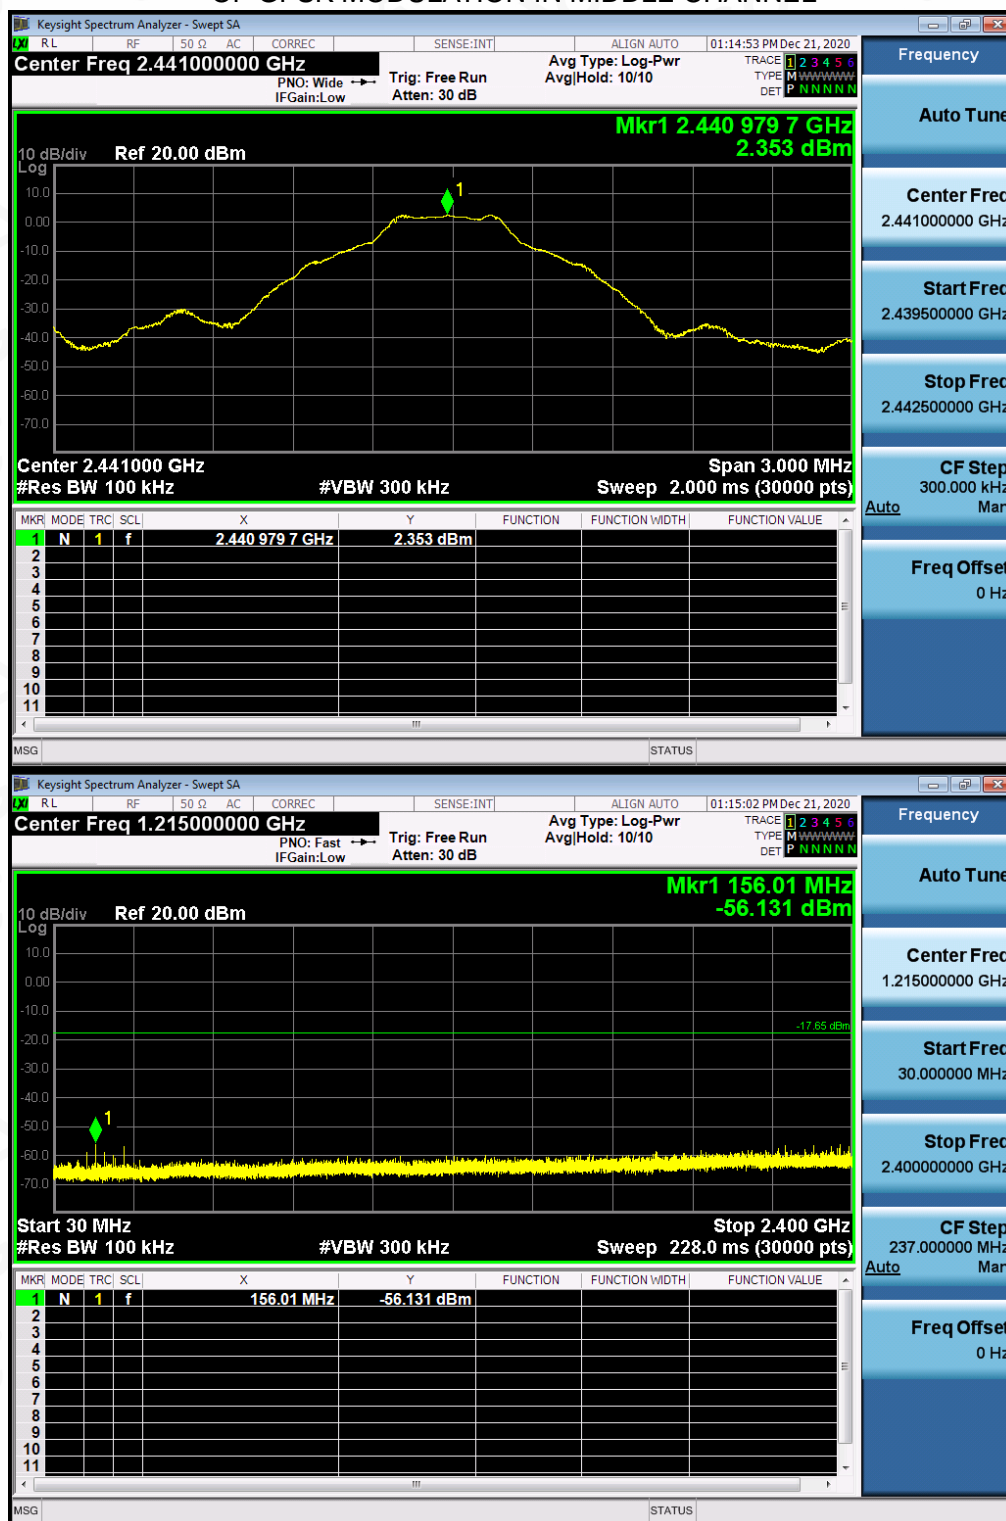 Keysight Spectrum Analyzer - Swept SA
LXI RL RF 50 Ω AC CORREC SENSE:INT ALIGN AUTO 01:14:53 PM Dec 21, 2020
Center Freq 2.441000000 GHz
PNO: Wide
IFGain:Low
Trig: Free Run
Atten: 30 dB
Avg Type: Log-Pwr
Avg|Hold: 10/10
TRACE 1 2 3 4 5 6
TYPE M WWWWW
DET P N N N N N
Mkr1 2.440 979 7 GHz
2.353 dBm
10 dB/div Ref 20.00 dBm
Log
1
10.0
0.00
-10.0
-20.0
-30.0
-40.0
-50.0
-60.0
-70.0
Center 2.441000 GHz Span 3.000 MHz
#Res BW 100 kHz #VBW 300 kHz Sweep 2.000 ms (30000 pts)
MKR MODE TRC SCL X Y FUNCTION FUNCTION WIDTH FUNCTION VALUE
1 N 1 f 2.440 979 7 GHz 2.353 dBm
2
3
4
5
6
7
8
9
10
11
MSG STATUS
Frequency
Auto Tune
Center Freq
2.441000000 GHz
Start Freq
2.439500000 GHz
Stop Freq
2.442500000 GHz
CF Step
300.000 kHz
Auto Man
Freq Offset
0 Hz
Keysight Spectrum Analyzer - Swept SA
LXI RL RF 50 Ω AC CORREC SENSE:INT ALIGN AUTO 01:15:02 PM Dec 21, 2020
Center Freq 1.215000000 GHz
PNO: Fast
IFGain:Low
Trig: Free Run
Atten: 30 dB
Avg Type: Log-Pwr
Avg|Hold: 10/10
TRACE 1 2 3 4 5 6
TYPE M WWWWW
DET P N N N N N
Mkr1 156.01 MHz
-56.131 dBm
10 dB/div Ref 20.00 dBm
Log
10.0
0.00
-10.0
-17.65 dBm
-20.0
-30.0
-40.0
1
-50.0
-60.0
-70.0
Start 30 MHz Stop 2.400 GHz
#Res BW 100 kHz #VBW 300 kHz Sweep 228.0 ms (30000 pts)
MKR MODE TRC SCL X Y FUNCTION FUNCTION WIDTH FUNCTION VALUE
1 N 1 f 156.01 MHz -56.131 dBm
2
3
4
5
6
7
8
9
10
11
MSG STATUS
Frequency
Auto Tune
Center Freq
1.215000000 GHz
Start Freq
30.000000 MHz
Stop Freq
2.400000000 GHz
CF Step
237.000000 MHz
Auto Man
Freq Offset
0 Hz